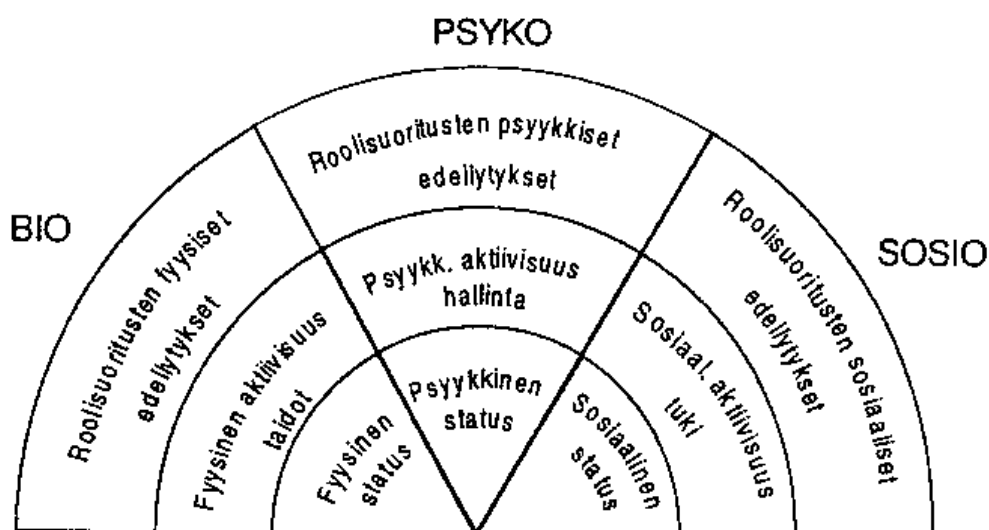 PSYKO
BIO
SOSIO
Roolisuoritusten fyysiset
edellytykset
Roolisuoritusten psyykkiset
edellytykset
Roolisuoritusten sosiaaliset
edellytykset
Fyysinen aktiivisuus
taidot
Psyykk. aktiivisuus
hallinta
Sosiaal. aktiivisuus
tuki
Fyysinen
status
Psyykkinen
status
Sosiaalinen
status